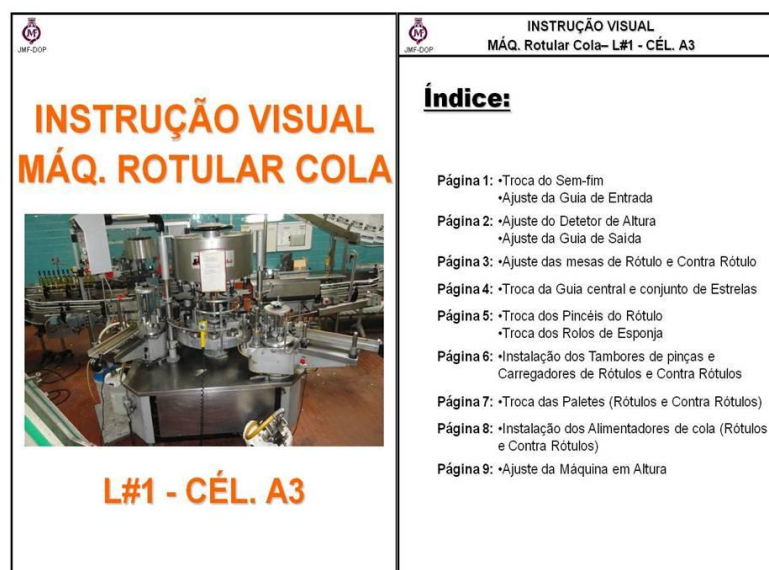 JMF-DOP
INSTRUÇÃO VISUAL
MÁQ. ROTULAR COLA
L#1 - CÉL. A3
JMF-DOP
INSTRUÇÃO VISUAL
MÁQ. Rotular Cola– L#1 - CÉL. A3
Índice:
Página 1: •Troca do Sem-fim
•Ajuste da Guia de Entrada
Página 2: •Ajuste do Detetor de Altura
•Ajuste da Guia de Saída
Página 3: •Ajuste das mesas de Rótulo e Contra Rótulo
Página 4: •Troca da Guia central e conjunto de Estrelas
Página 5: •Troca dos Pincéis do Rótulo
•Troca dos Rolos de Esponja
Página 6: •Instalação dos Tambores de pinças e
Carregadores de Rótulos e Contra Rótulos
Página 7: •Troca das Paletes (Rótulos e Contra Rótulos)
Página 8: •Instalação dos Alimentadores de cola (Rótulos
e Contra Rótulos)
Página 9: •Ajuste da Máquina em Altura